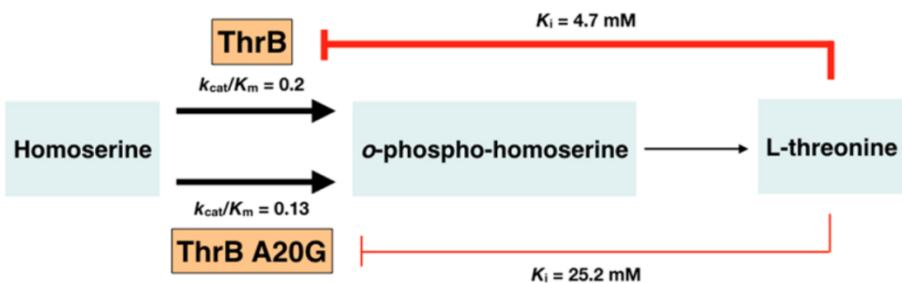 Kᵢ = 4.7 mM
ThrB
kcat/Km = 0.2
Homoserine
o-phospho-homoserine
L-threonine
kcat/Km = 0.13
ThrB A20G
Kᵢ = 25.2 mM